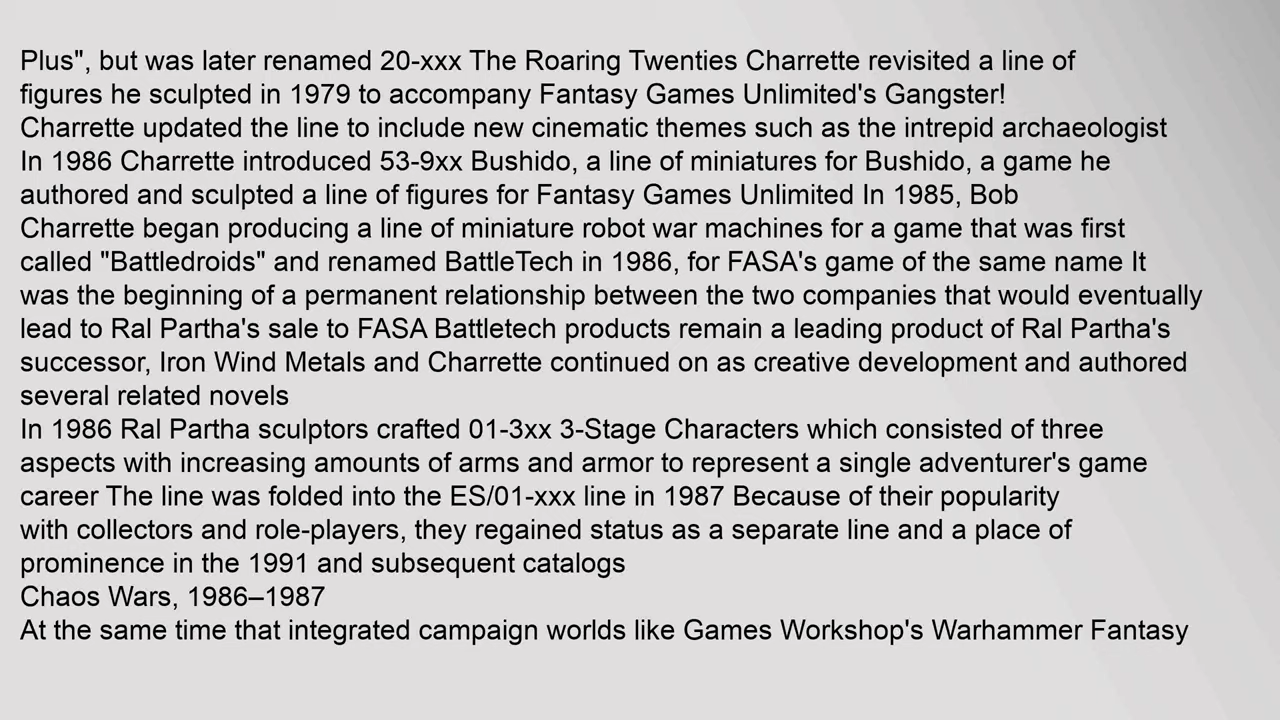 Plus", but was later renamed 20-xxx The Roaring Twenties Charrette revisited a line of
figures he sculpted in 1979 to accompany Fantasy Games Unlimited's Gangster!
Charrette updated the line to include new cinematic themes such as the intrepid archaeologist
In 1986 Charrette introduced 53-9xx Bushido, a line of miniatures for Bushido, a game he
authored and sculpted a line of figures for Fantasy Games Unlimited In 1985, Bob
Charrette began producing a line of miniature robot war machines for a game that was first
called "Battledroids" and renamed BattleTech in 1986, for FASA's game of the same name It
was the beginning of a permanent relationship between the two companies that would eventually
lead to Ral Partha's sale to FASA Battletech products remain a leading product of Ral Partha's
successor, Iron Wind Metals and Charrette continued on as creative development and authored
several related novels
In 1986 Ral Partha sculptors crafted 01-3xx 3-Stage Characters which consisted of three
aspects with increasing amounts of arms and armor to represent a single adventurer's game
career The line was folded into the ES/01-xxx line in 1987 Because of their popularity
with collectors and role-players, they regained status as a separate line and a place of
prominence in the 1991 and subsequent catalogs
Chaos Wars, 1986–1987
At the same time that integrated campaign worlds like Games Workshop's Warhammer Fantasy